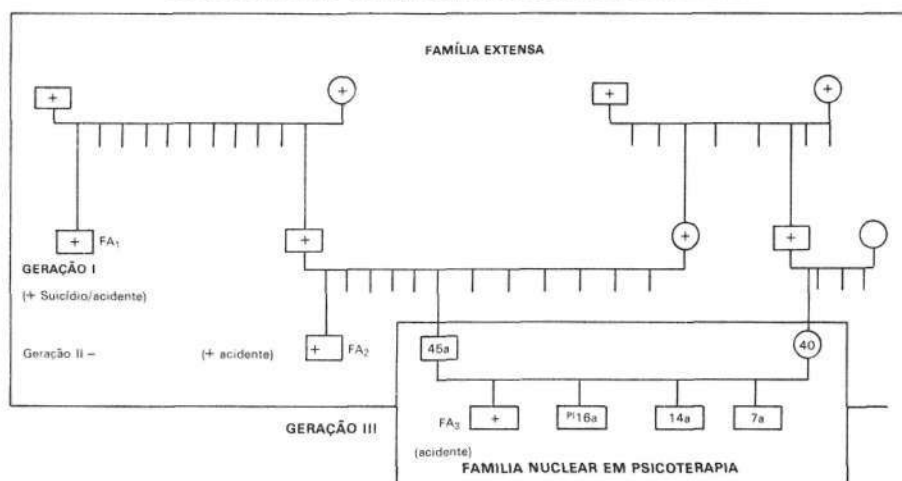 FAMÍLIA EXTENSA
+ + + +
+ FA₁ + + +
GERAÇÃO I
(+ Suicídio/acidente)
Geração II – (+ acidente) + FA₂ 45a 40
FA₃ + PI16a 14a 7a
GERAÇÃO III
(acidente)
FAMILIA NUCLEAR EM PSICOTERAPIA